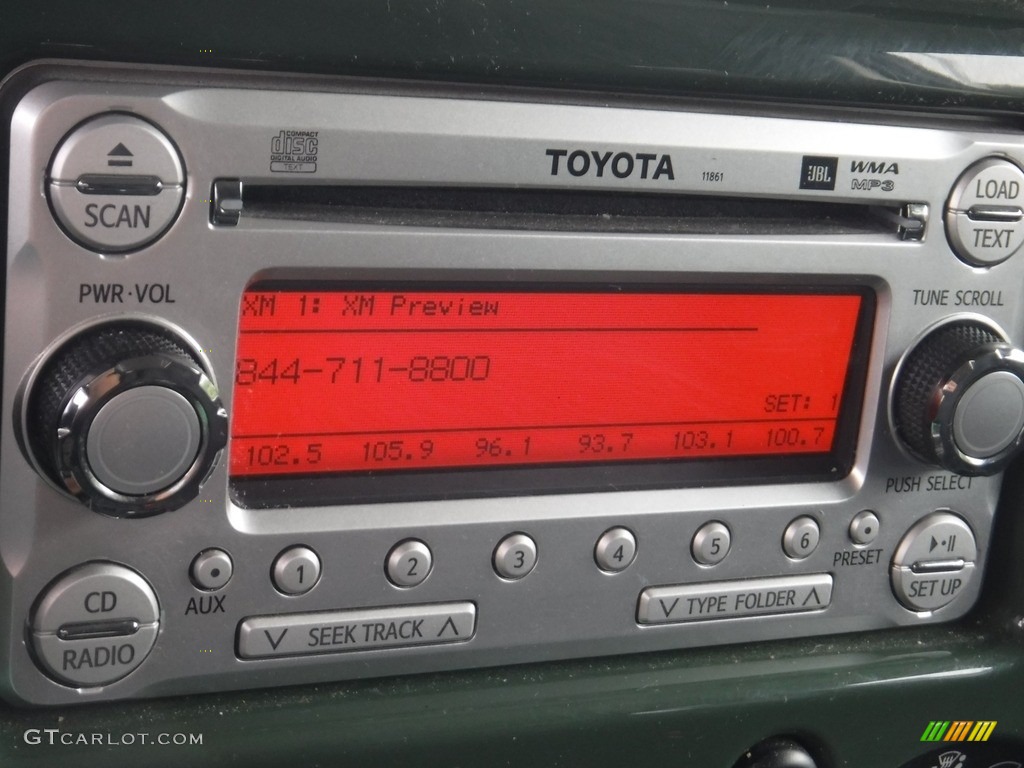 COMPACT
disc
DIGITAL AUDIO
TEXT
TOYOTA
11861
JBL
WMA
MP3
SCAN
LOAD
TEXT
PWR·VOL
TUNE SCROLL
XM 1: XM Preview
844-711-8800
SET: 1
102.5 105.9 96.1 93.7 103.1 100.7
PUSH SELECT
1 2 3 4 5 6
PRESET
AUX
CD
RADIO
SEEK TRACK
TYPE FOLDER
SET UP
GTCARLOT.COM